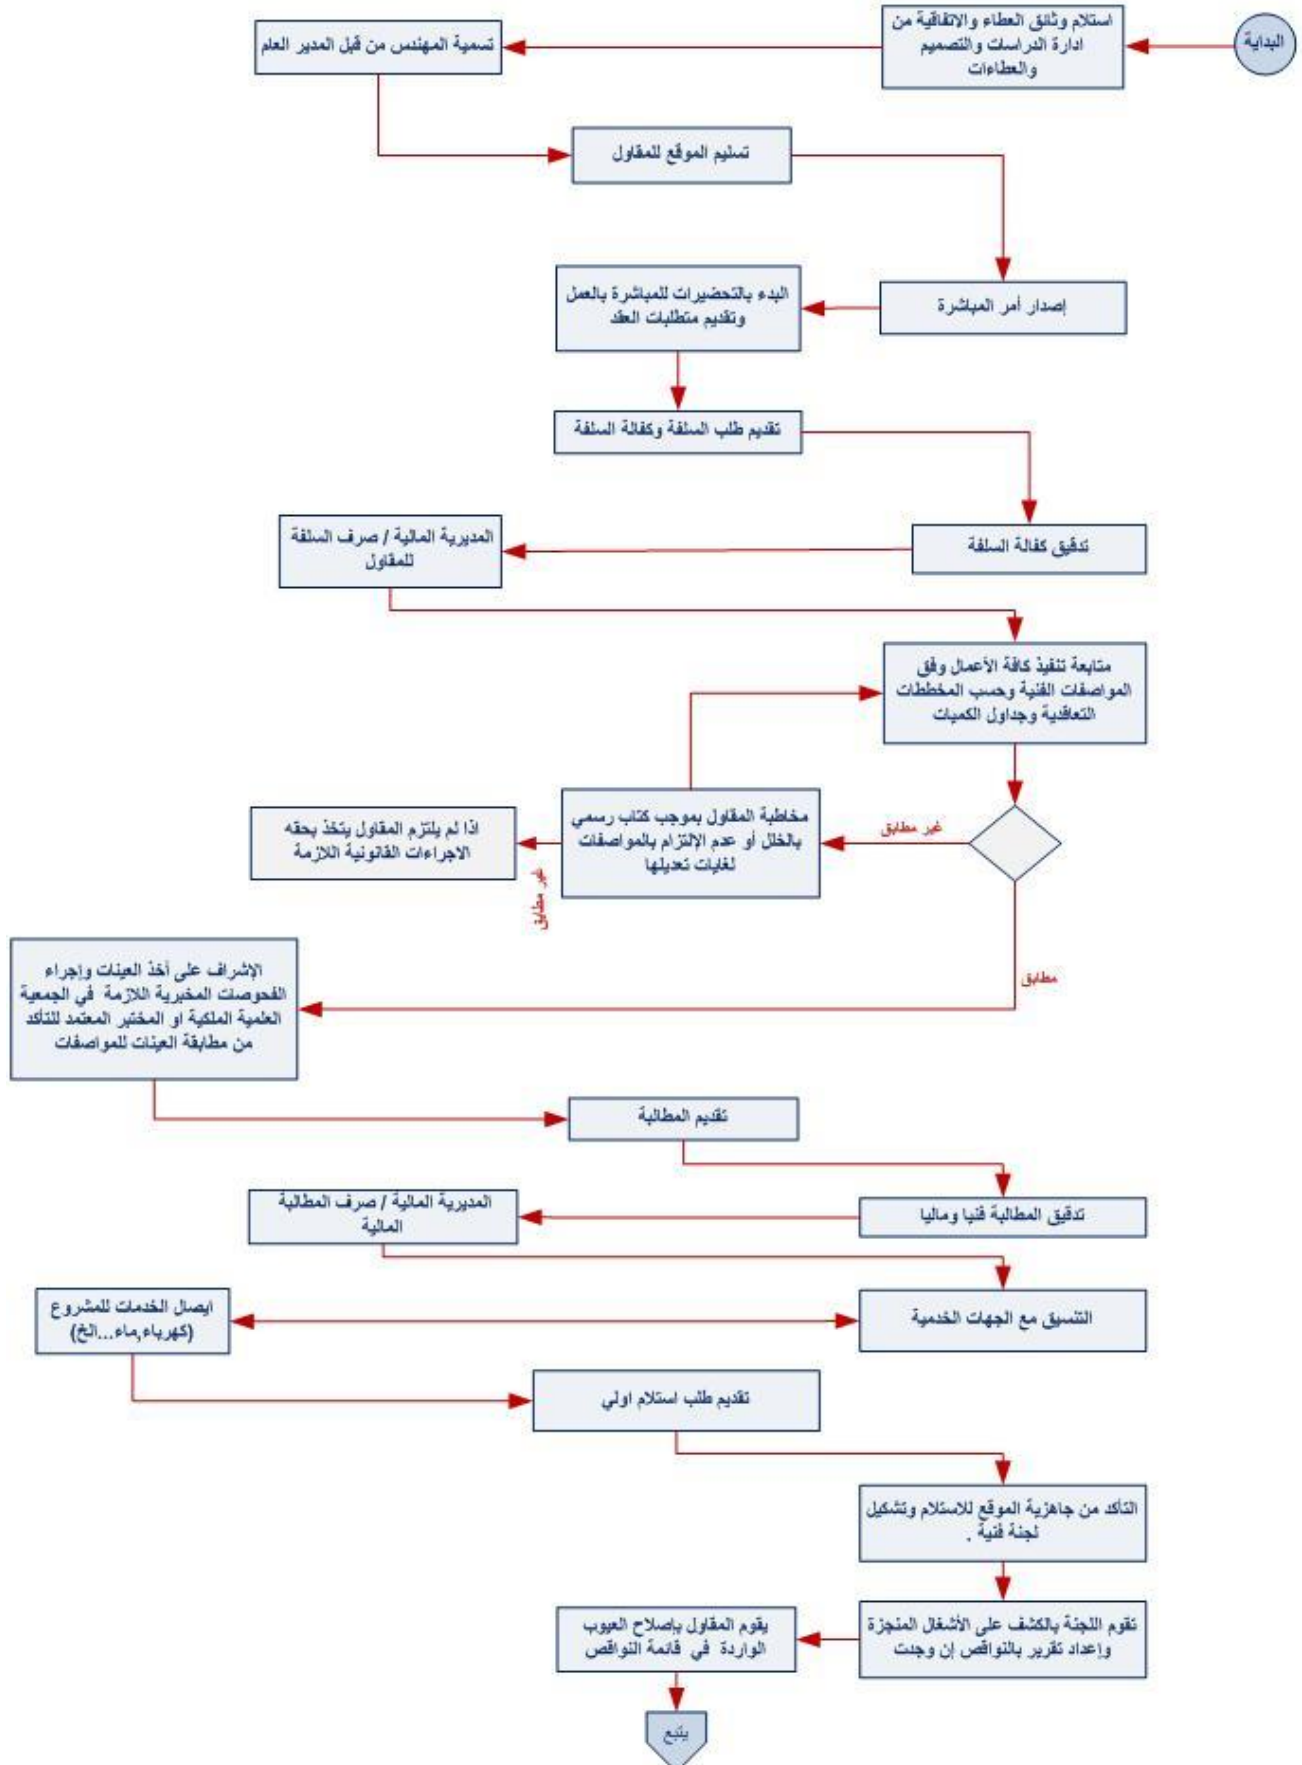 البداية
استلام وثائق العطاء والاتفاقية من
ادارة الدراسات والتصميم
والعطاءات
تسمية المهندس من قبل المدير العام
تسليم الموقع للمقاول
إصدار أمر المباشرة
البدء بالتحضيرات للمباشرة بالعمل
وتقديم متطلبات العقد
تقديم طلب السلفة وكفالة السلفة
تدقيق كفالة السلفة
المديرية المالية / صرف السلفة
للمقاول
متابعة تنفيذ كافة الأعمال وفق
المواصفات الفنية وحسب المخططات
التعاقدية وجداول الكميات
غير مطابق
مخاطبة المقاول بموجب كتاب رسمي
بالخلل أو عدم الإلتزام بالمواصفات
لغايات تعديلها
غير مطابق
اذا لم يلتزم المقاول يتخذ بحقه
الاجراءات القانونية اللازمة
مطابق
الإشراف على أخذ العينات وإجراء
الفحوصات المخبرية اللازمة في الجمعية
العلمية الملكية او المختبر المعتمد للتأكد
من مطابقة العينات للمواصفات
تقديم المطالبة
تدقيق المطالبة فنيا وماليا
المديرية المالية / صرف المطالبة
المالية
التنسيق مع الجهات الخدمية
ايصال الخدمات للمشروع
(كهرباء,ماء...الخ)
تقديم طلب استلام اولي
التأكد من جاهزية الموقع للاستلام وتشكيل
لجنة فنية .
تقوم اللجنة بالكشف على الأشغال المنجزة
وإعداد تقرير بالنواقص إن وجدت
يقوم المقاول بإصلاح العيوب
الواردة في قائمة النواقص
يتبع